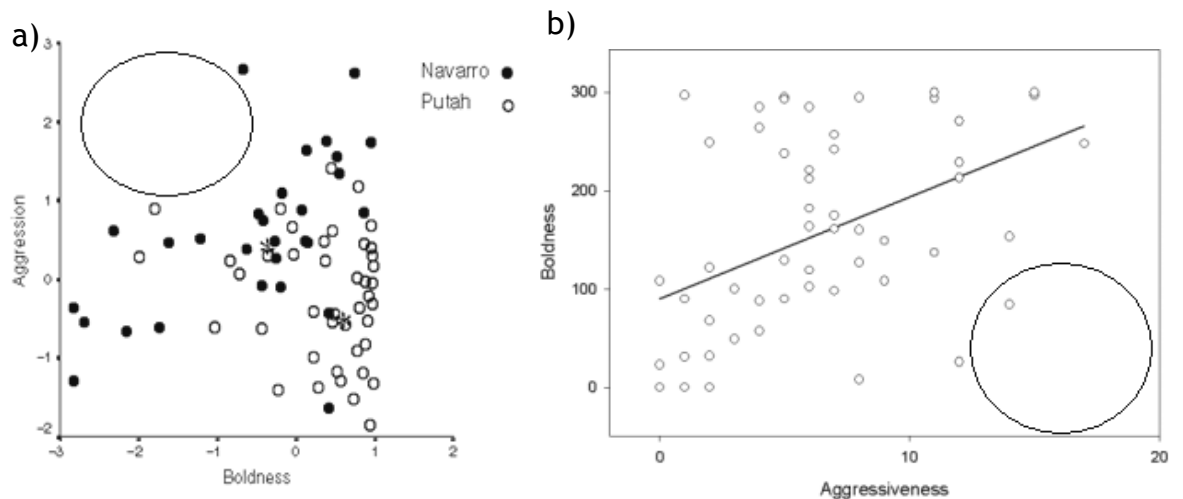 a)
3
2
1
0
−1
−2
−3
−2
−1
0
1
2
Aggression
Boldness
Navarro
Putah
b)
300
200
100
0
0
10
20
Boldness
Aggressiveness